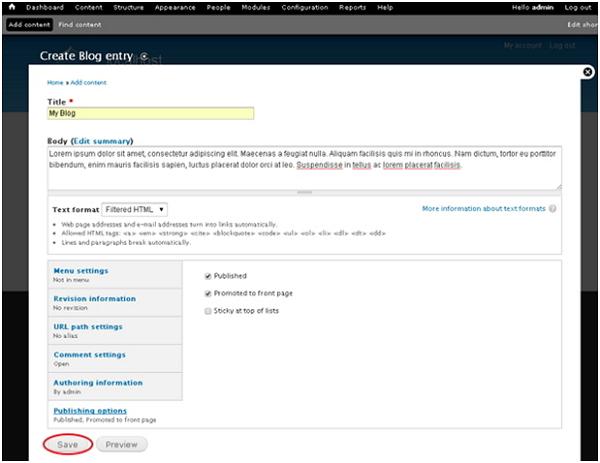 Dashboard Content Structure Appearance People Modules Configuration Reports Help Hello admin Log out
Add content Find content Edit shor
My account Log out
Create Blog entry
host
Home » Add content
Title *
My Blog
Body (Edit summary)
Lorem ipsum dolor sit amet, consectetur adipiscing elit. Maecenas a feugiat nulla. Aliquam facilisis quis mi in rhoncus. Nam dictum, tortor eu porttitor
bibendum, enim mauris facilisis sapien, luctus placerat dolor orci at leo. Suspendisse in tellus ac lorem placerat facilisis.
Text format Filtered HTML More information about text formats
Web page addresses and e-mail addresses turn into links automatically.
Allowed HTML tags: <a> <em> <strong> <cite> <blockquote> <code> <ul> <ol> <li> <dl> <dt> <dd>
Lines and paragraphs break automatically.
Menu settings
Not in menu
Published
Revision information
No revision
Promoted to front page
Sticky at top of lists
URL path settings
No alias
Comment settings
Open
Authoring information
By admin
Publishing options
Published, Promoted to front page
Save Preview